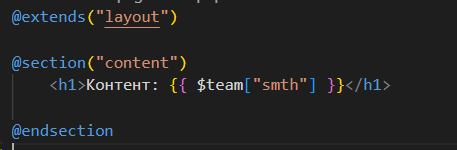 @extends("layout")
@section("content")
<h1>Контент: {{ $team["smth"] }}</h1>
@endsection